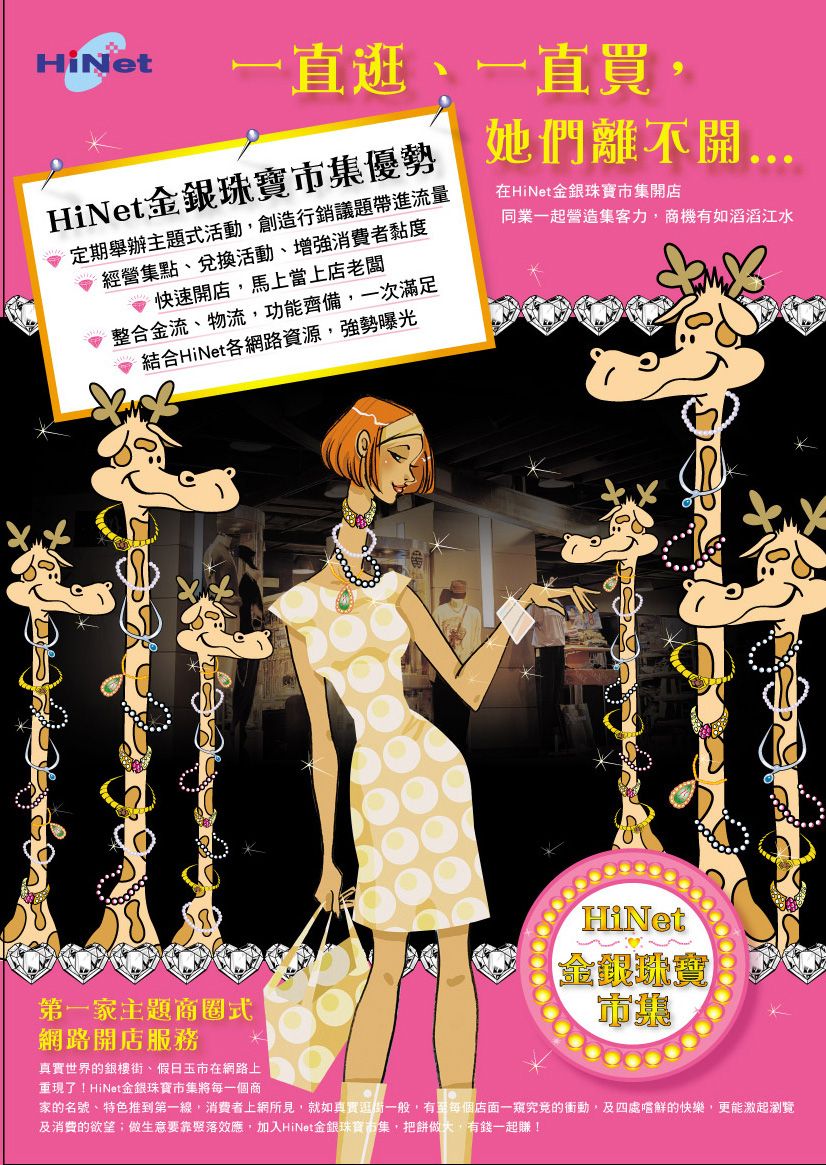 HiNet
一直逛、一直買，
她們離不開...
在HiNet金銀珠寶市集開店
同業一起營造集客力，商機有如滔滔江水
HiNet金銀珠寶市集優勢
定期舉辦主題式活動，創造行銷議題帶進流量
經營集點、兌換活動、增強消費者黏度
快速開店，馬上當上店老闆
整合金流、物流，功能齊備，一次滿足
結合HiNet各網路資源，強勢曝光
HiNet
金銀珠寶
市集
第一家主題商圈式
網路開店服務
真實世界的銀樓街、假日玉市在網路上
重現了！HiNet金銀珠寶市集將每一個商
家的名號、特色推到第一線，消費者上網所見，就如真實逛街一般，有至每個店面一窺究竟的衝動，及四處嚐鮮的快樂，更能激起瀏覽
及消費的欲望；做生意要靠聚落效應，加入HiNet金銀珠寶市集，把餅做大，有錢一起賺！